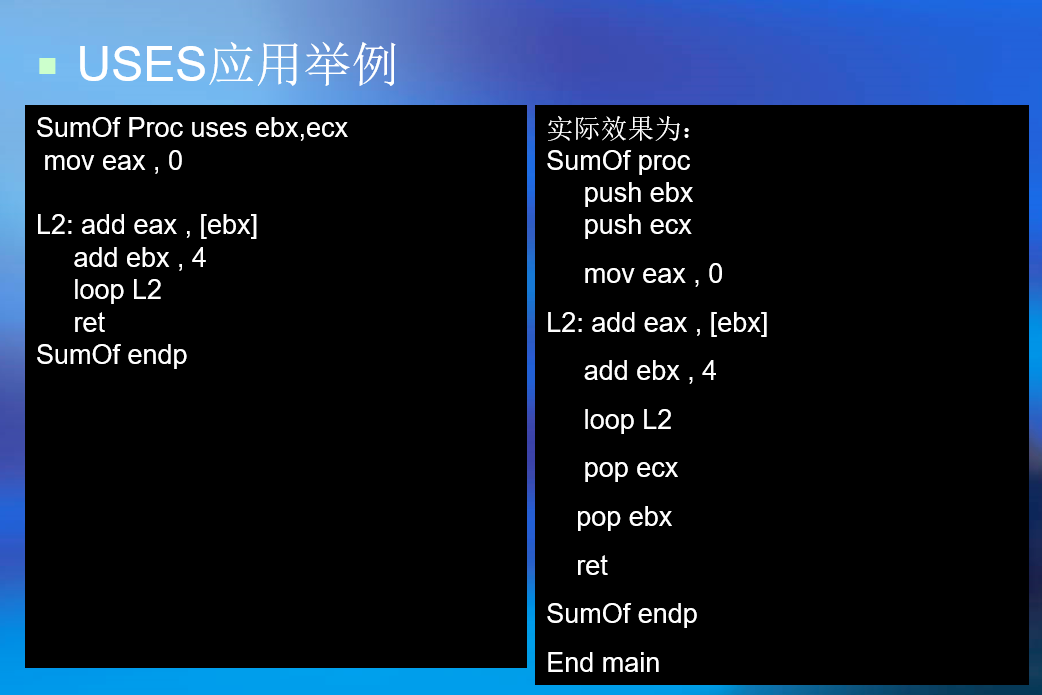 USES应用举例
SumOf Proc uses ebx,ecx
mov eax , 0
L2: add eax , [ebx]
add ebx , 4
loop L2
ret
SumOf endp
实际效果为：
SumOf proc
push ebx
push ecx
mov eax , 0
L2: add eax , [ebx]
add ebx , 4
loop L2
pop ecx
pop ebx
ret
SumOf endp
End main